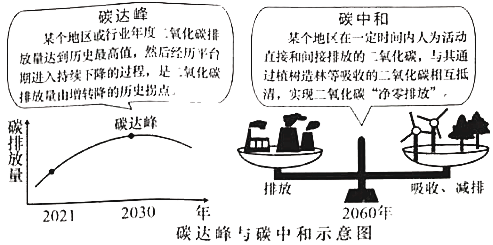 碳达峰
某个地区或行业年度二氧化碳排
放量达到历史最高值，然后经历平台
期进入持续下降的过程，是二氧化碳
排放量由增转降的历史拐点。
碳中和
某个地区在一定时间内人为活动
直接和间接排放的二氧化碳，与其通
过植树造林等吸收的二氧化碳相互抵
消，实现二氧化碳“净零排放”。
碳排放量
碳达峰
2021
2030
年
排放
吸收、减排
2060年
碳达峰与碳中和示意图